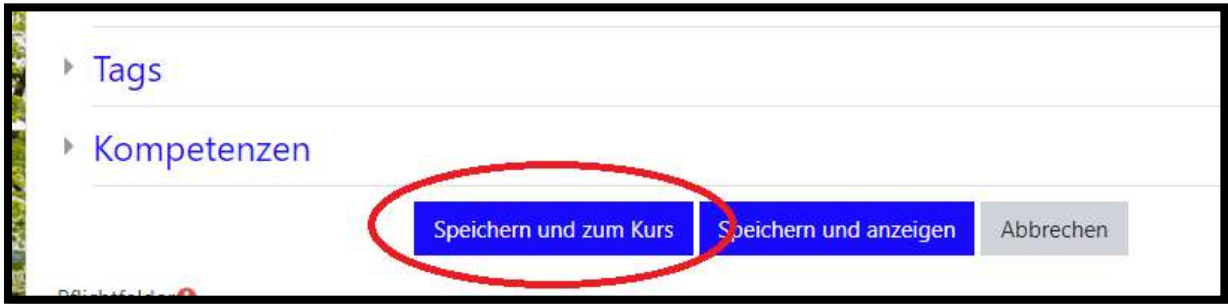 Tags
Kompetenzen
Speichern und zum Kurs Speichern und anzeigen Abbrechen